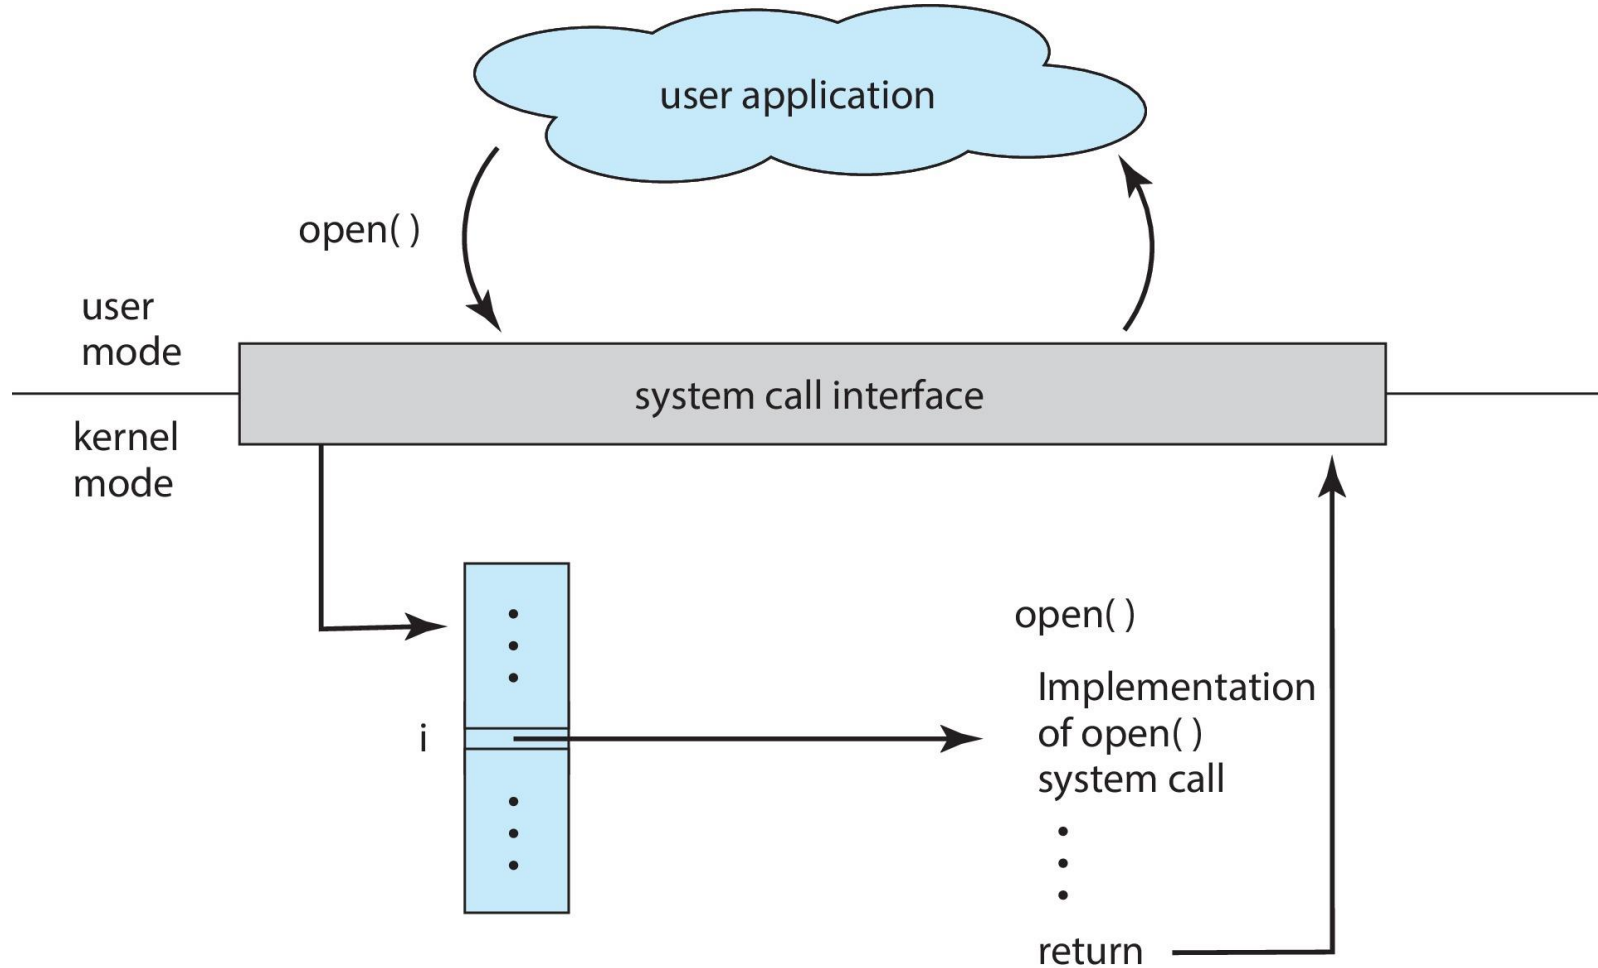 user application
open( )
user
mode
system call interface
kernel
mode
open( )
Implementation
of open( )
system call
i
return